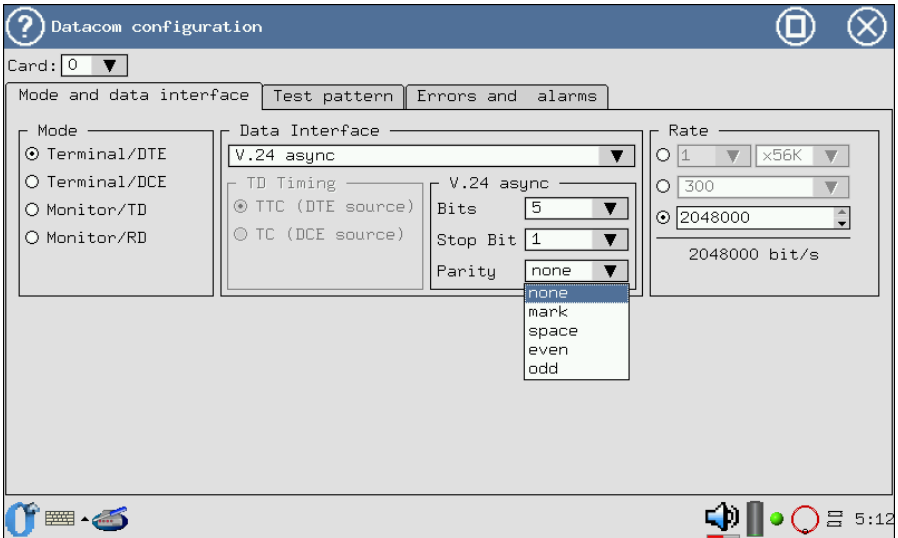 Datacom configuration
Card: 0
Mode and data interface
Test pattern
Errors and alarms
Mode
Terminal/DTE
Terminal/DCE
Monitor/TD
Monitor/RD
Data Interface
V.24 async
TD Timing
TTC (DTE source)
TC (DCE source)
V.24 async
Bits 5
Stop Bit 1
Parity none
none
mark
space
even
odd
Rate
1 x56K
300
2048000
2048000 bit/s
5:12